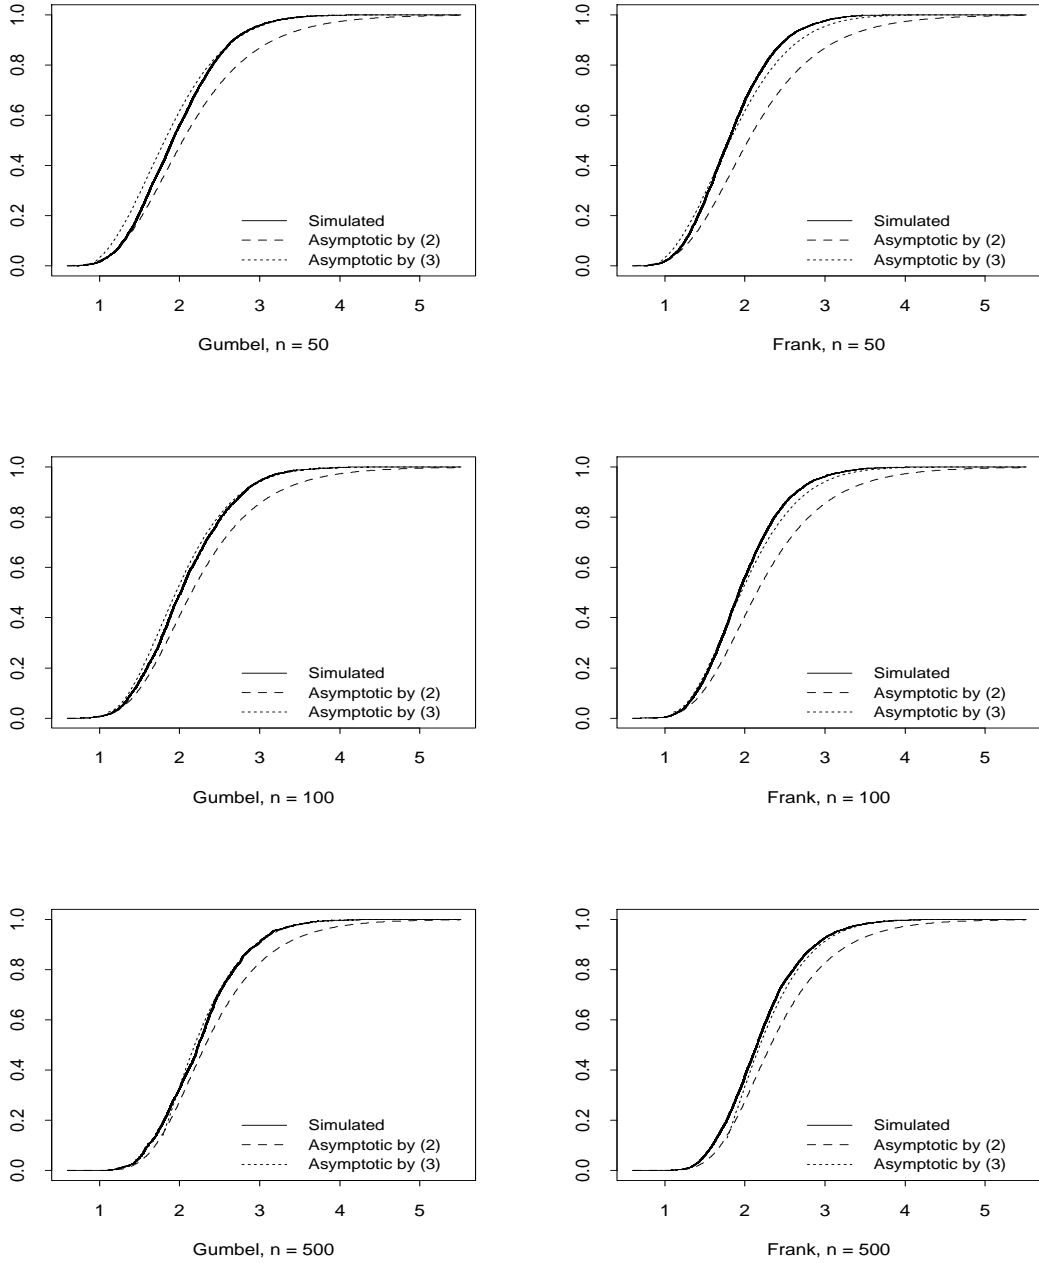 1.0
0.8
0.6
0.4
0.2
0.0
Simulated
Asymptotic by (2)
Asymptotic by (3)
1 2 3 4 5
Gumbel, n = 50
1.0
0.8
0.6
0.4
0.2
0.0
Simulated
Asymptotic by (2)
Asymptotic by (3)
1 2 3 4 5
Frank, n = 50
1.0
0.8
0.6
0.4
0.2
0.0
Simulated
Asymptotic by (2)
Asymptotic by (3)
1 2 3 4 5
Gumbel, n = 100
1.0
0.8
0.6
0.4
0.2
0.0
Simulated
Asymptotic by (2)
Asymptotic by (3)
1 2 3 4 5
Frank, n = 100
1.0
0.8
0.6
0.4
0.2
0.0
Simulated
Asymptotic by (2)
Asymptotic by (3)
1 2 3 4 5
Gumbel, n = 500
1.0
0.8
0.6
0.4
0.2
0.0
Simulated
Asymptotic by (2)
Asymptotic by (3)
1 2 3 4 5
Frank, n = 500